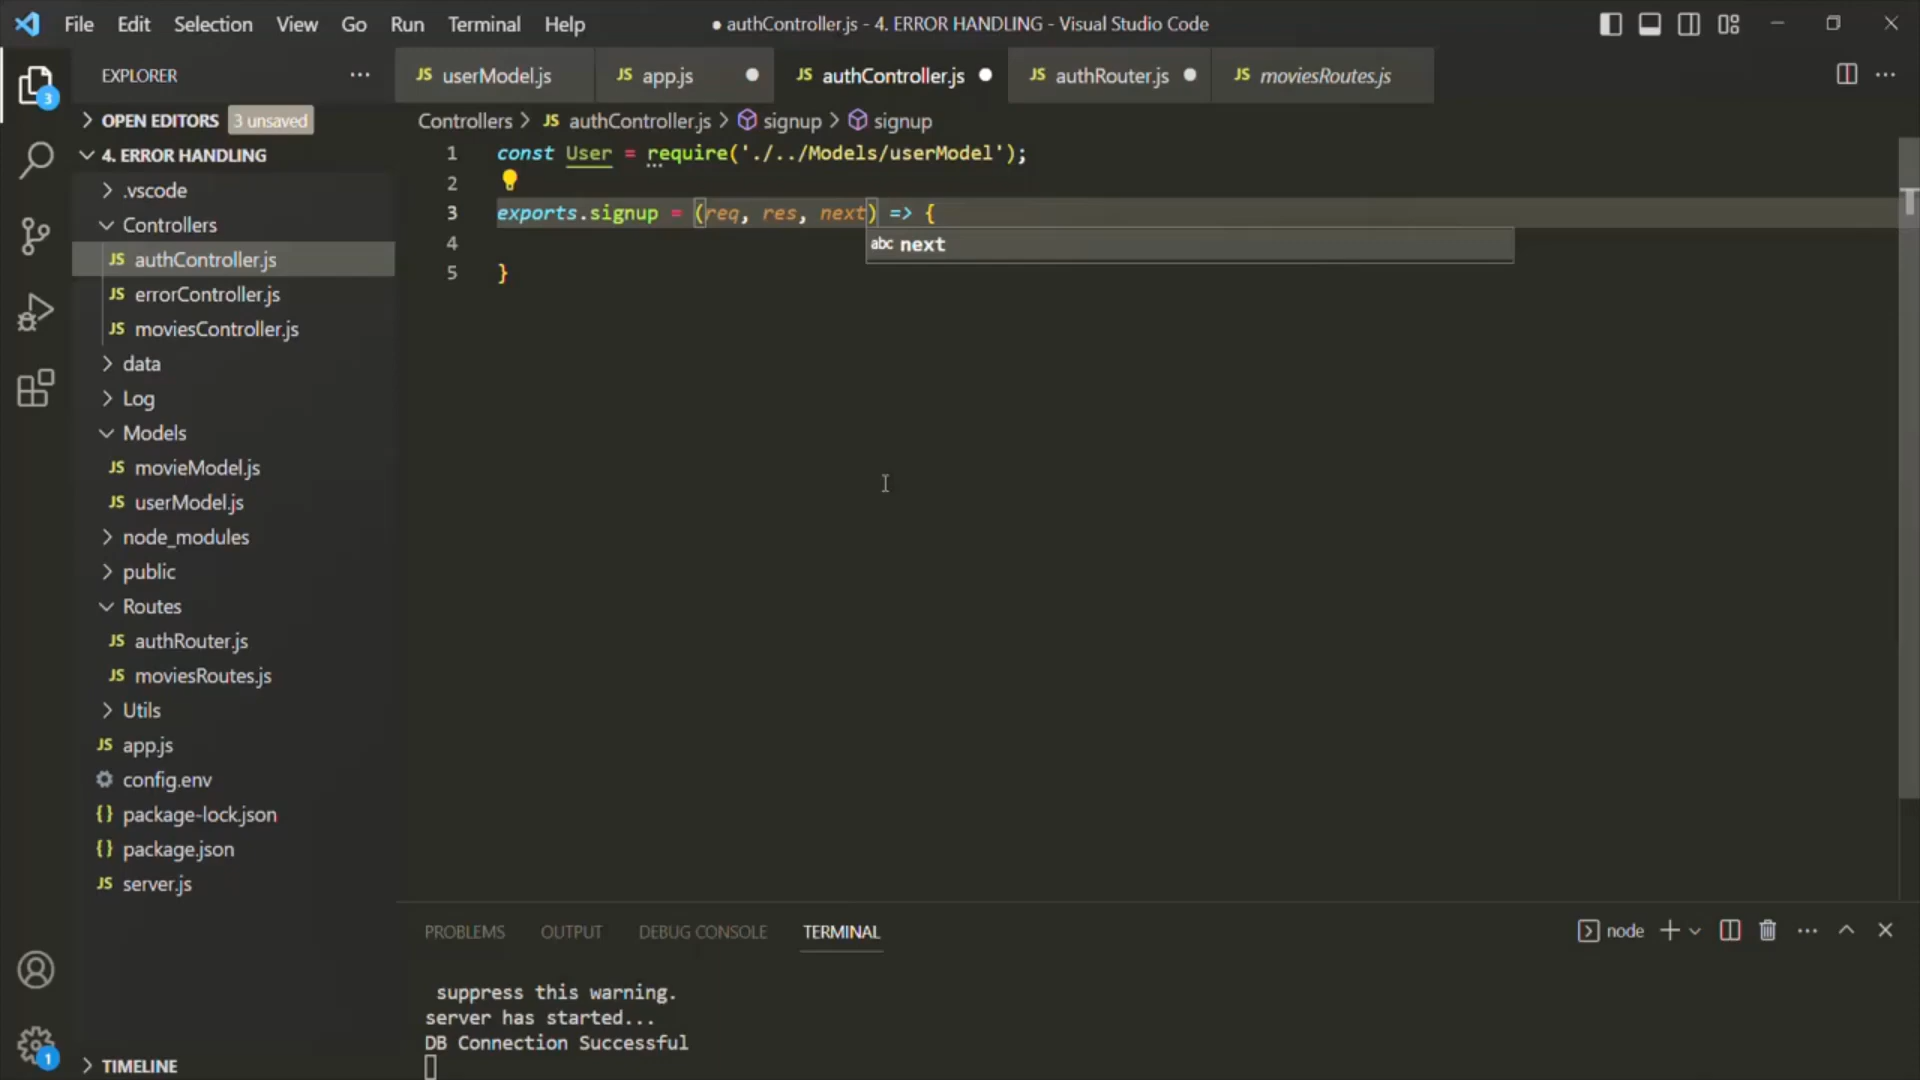 File Edit Selection View Go Run Terminal Help
● authController.js - 4. ERROR HANDLING - Visual Studio Code
EXPLORER
JS userModel.js
JS app.js
JS authController.js
JS authRouter.js
JS moviesRoutes.js
OPEN EDITORS 3 unsaved
Controllers > JS authController.js > signup > signup
4. ERROR HANDLING
.vscode
Controllers
JS authController.js
JS errorController.js
JS moviesController.js
data
Log
Models
JS movieModel.js
JS userModel.js
node_modules
public
Routes
JS authRouter.js
JS moviesRoutes.js
Utils
JS app.js
config.env
{} package-lock.json
{} package.json
JS server.js
TIMELINE
3
1
1 const User = require('./../Models/userModel');
2
3 exports.signup = (req, res, next) => {
4
abc next
5 }
PROBLEMS OUTPUT DEBUG CONSOLE TERMINAL
node
suppress this warning.
server has started...
DB Connection Successful